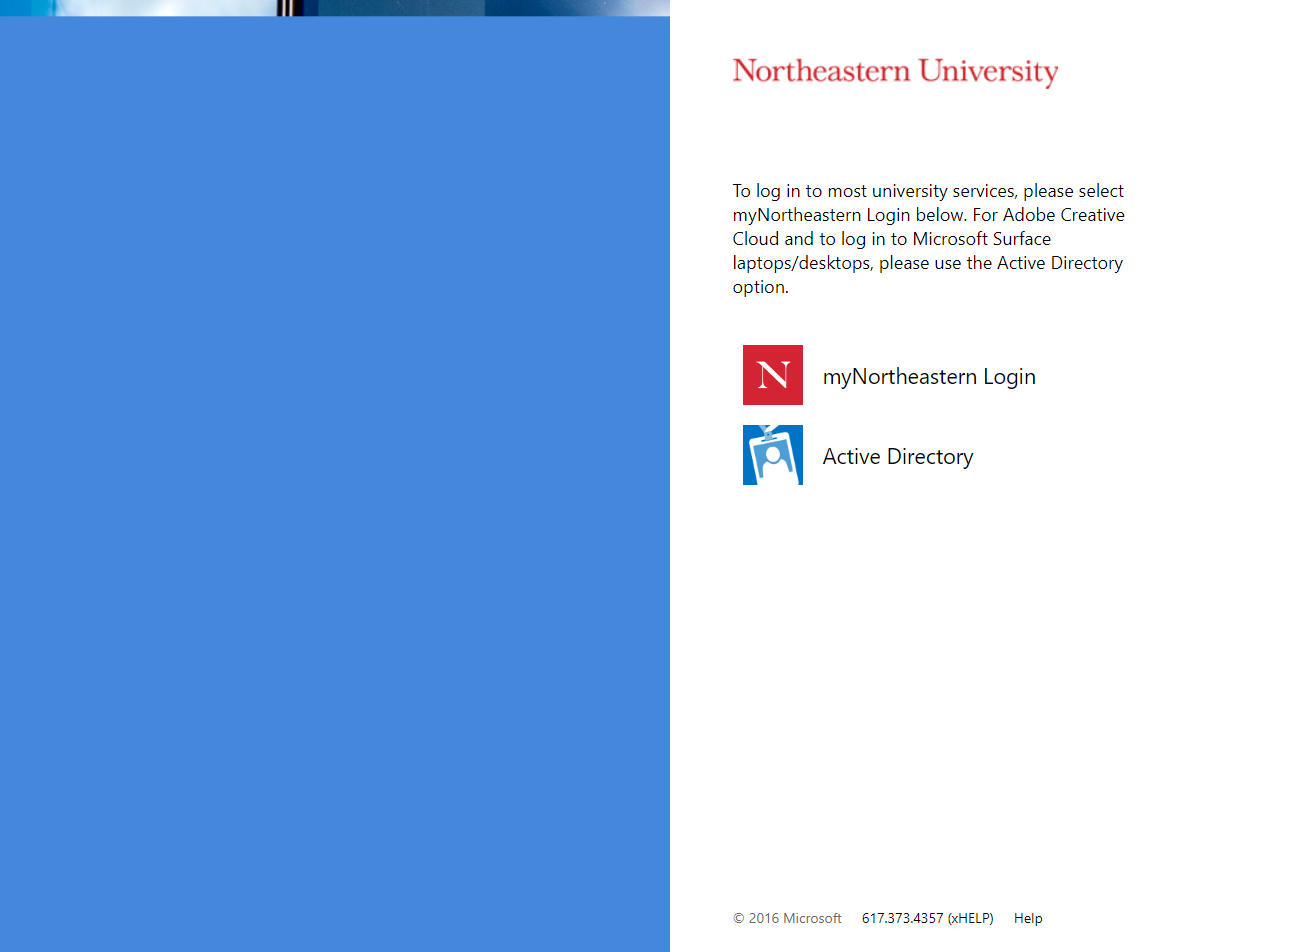 Northeastern University
To log in to most university services, please select
myNortheastern Login below. For Adobe Creative
Cloud and to log in to Microsoft Surface
laptops/desktops, please use the Active Directory
option.
N
myNortheastern Login
Active Directory
© 2016 Microsoft 617.373.4357 (xHELP) Help